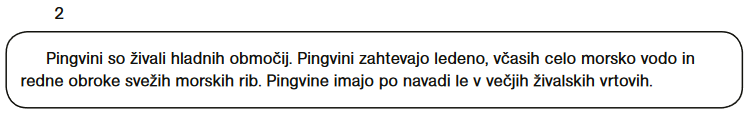 2
Pingvini so živali hladnih območij. Pingvini zahtevajo ledeno, včasih celo morsko vodo in
redne obroke svežih morskih rib. Pingvine imajo po navadi le v večjih živalskih vrtovih.